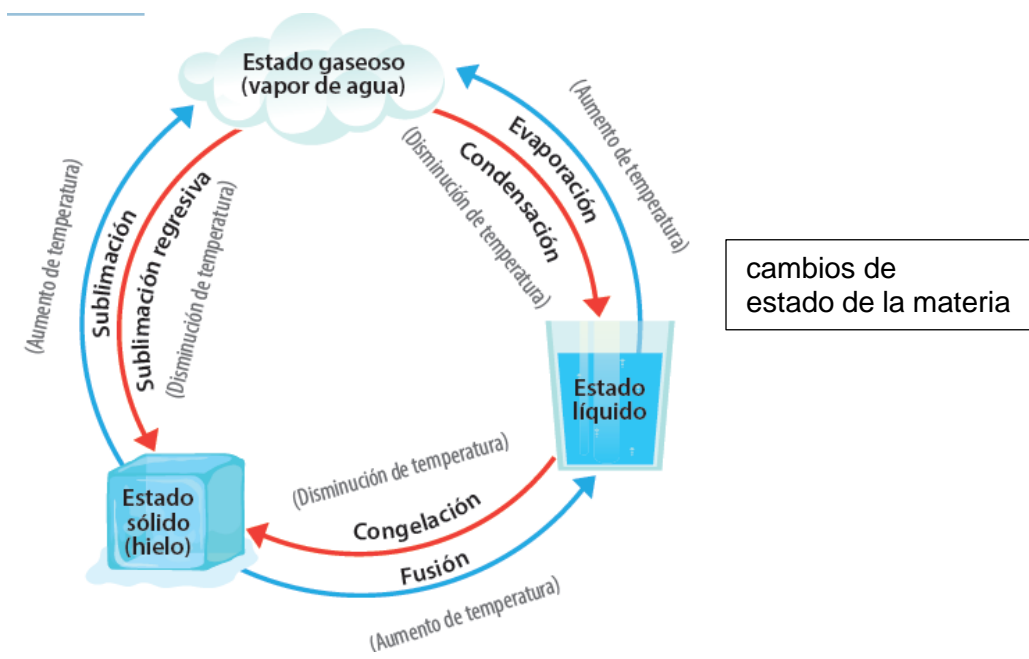 Estado gaseoso
(vapor de agua)
(Aumento de temperatura)
Sublimación
Sublimación regresiva
(Disminución de temperatura)
(Disminución de temperatura)
Condensación
Evaporación
(Aumento de temperatura)
cambios de
estado de la materia
Estado
líquido
(Disminución de temperatura)
Congelación
Fusión
(Aumento de temperatura)
Estado
sólido
(hielo)